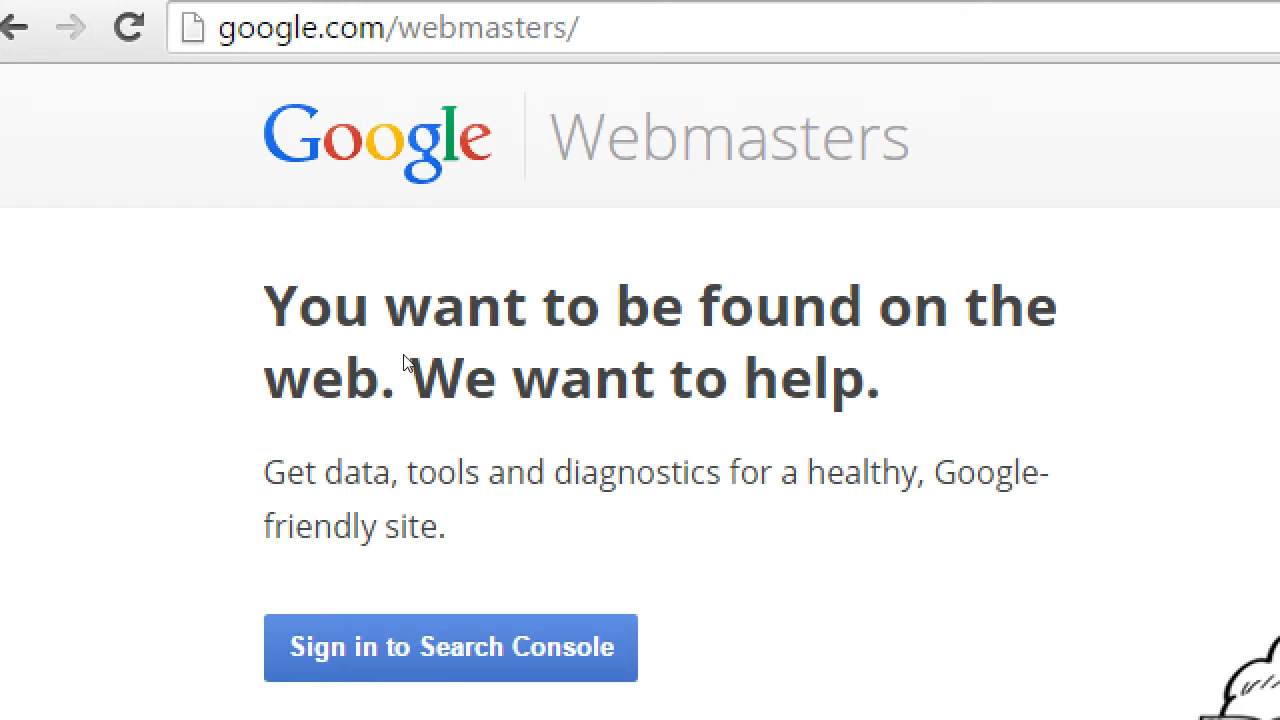 google.com/webmasters/
Google Webmasters
You want to be found on the
web. We want to help.
Get data, tools and diagnostics for a healthy, Google-
friendly site.
Sign in to Search Console